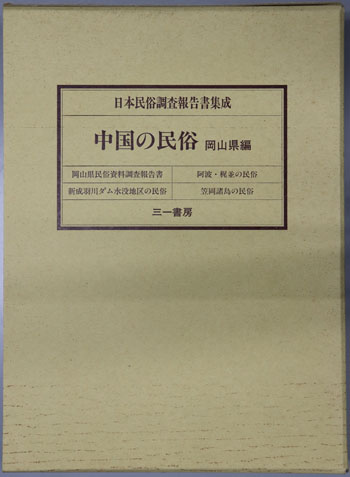 日本民俗調査報告書集成
中国の民俗 岡山県編
岡山県民俗資料調査報告書 阿波・梶並の民俗
新成羽川ダム水没地区の民俗 笠岡諸島の民俗
三一書房